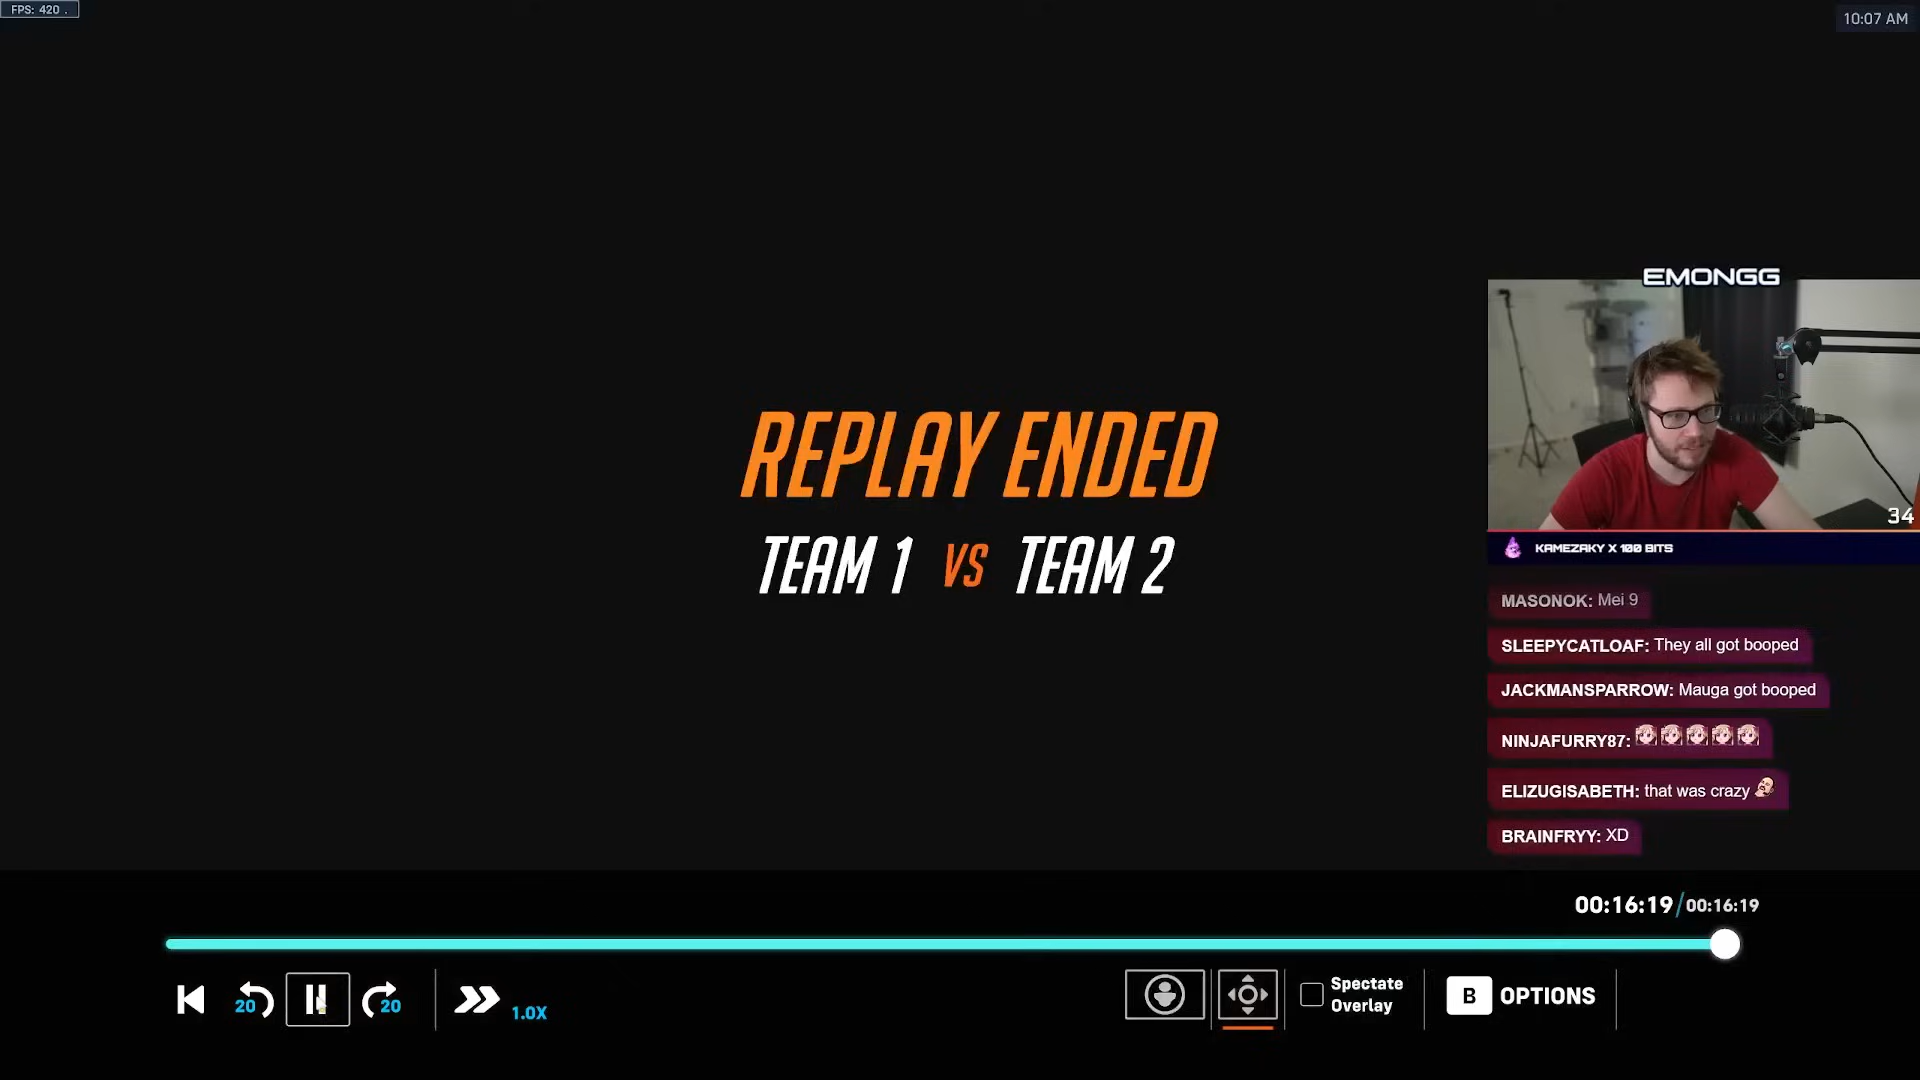 FPS: 420 .
10:07 AM
EMONGG
REPLAY ENDED
TEAM 1 VS TEAM 2
34
KAMEZAKY X 100 BITS
MASONOK: Mei 9
SLEEPYCATLOAF: They all got booped
JACKMANSPARROW: Mauga got booped
NINJAFURRY87:
ELIZUGISABETH: that was crazy
BRAINFRYY: XD
00:16:19/00:16:19
20
20
1.0X
Spectate
Overlay
B OPTIONS